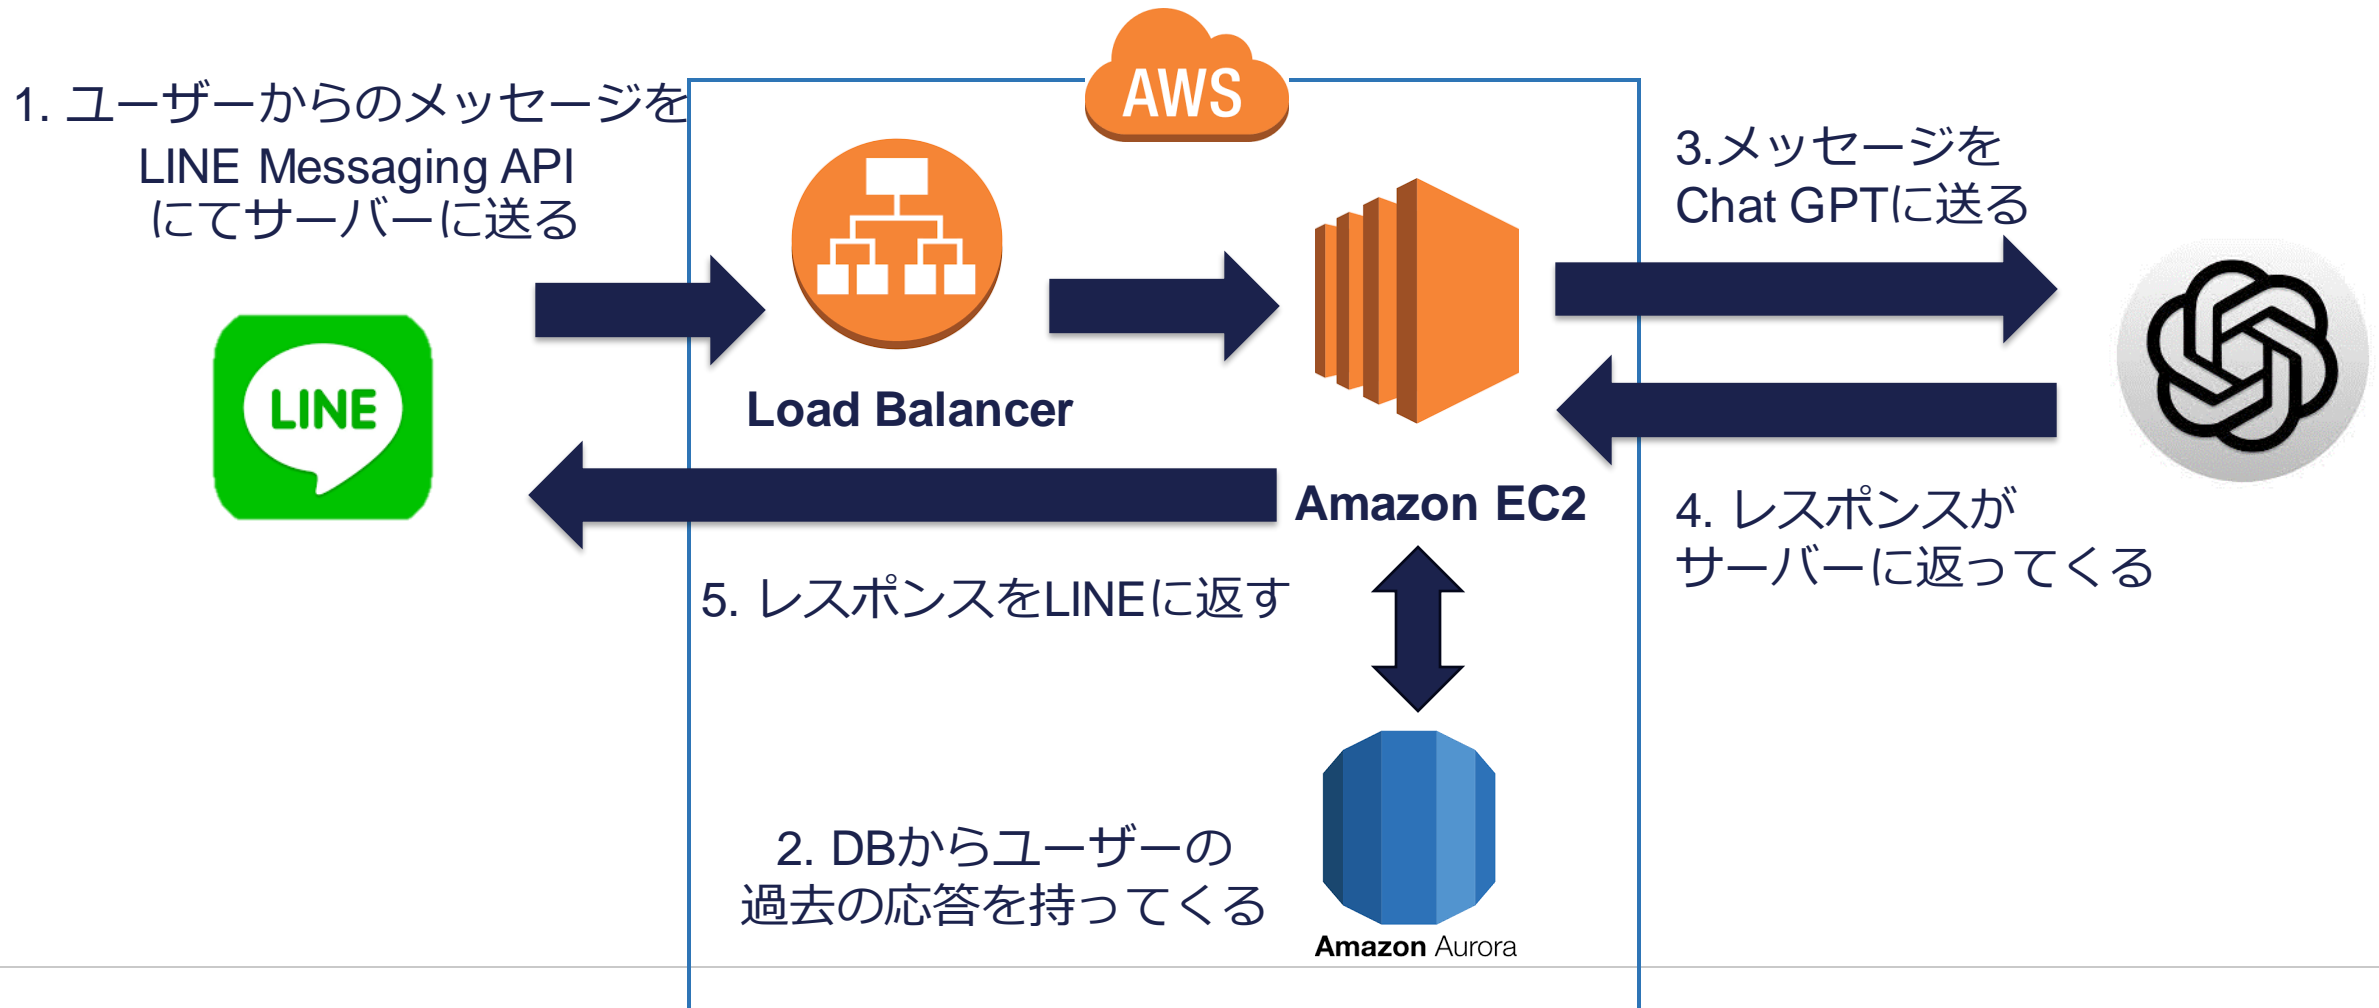 AWS
1. ユーザーからのメッセージを
LINE Messaging API
にてサーバーに送る
3.メッセージを
Chat GPTに送る
LINE
Load Balancer
Amazon EC2
4. レスポンスが
サーバーに返ってくる
5. レスポンスをLINEに返す
2. DBからユーザーの
過去の応答を持ってくる
Amazon Aurora